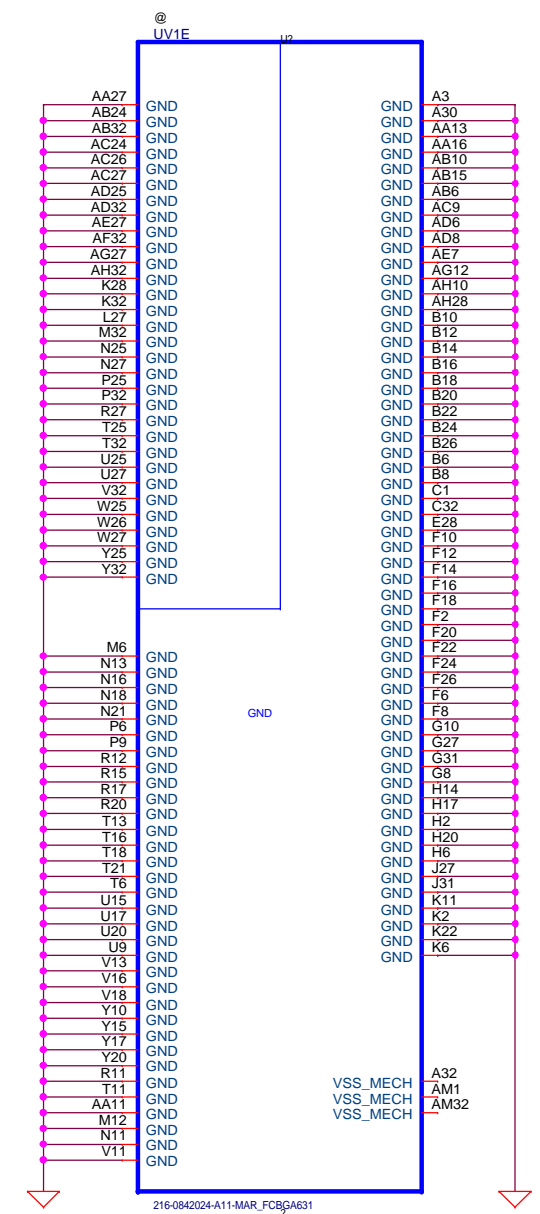 @
UV1E
U?
AA27 GND
AB24 GND
AB32 GND
AC24 GND
AC26 GND
AC27 GND
AD25 GND
AD32 GND
AE27 GND
AF32 GND
AG27 GND
AH32 GND
K28 GND
K32 GND
L27 GND
M32 GND
N25 GND
N27 GND
P25 GND
P32 GND
R27 GND
T25 GND
T32 GND
U25 GND
U27 GND
V32 GND
W25 GND
W26 GND
W27 GND
Y25 GND
Y32 GND
M6 GND
N13 GND
N16 GND
N18 GND
N21 GND
P6 GND
P9 GND
R12 GND
R15 GND
R17 GND
R20 GND
T13 GND
T16 GND
T18 GND
T21 GND
T6 GND
U15 GND
U17 GND
U20 GND
U9 GND
V13 GND
V16 GND
V18 GND
Y10 GND
Y15 GND
Y17 GND
Y20 GND
R11 GND
T11 GND
AA11 GND
M12 GND
N11 GND
V11 GND
GND
GND A3
GND A30
GND AA13
GND AA16
GND AB10
GND AB15
GND AB6
GND AC9
GND AD6
GND AD8
GND AE7
GND AG12
GND AH10
GND AH28
GND B10
GND B12
GND B14
GND B16
GND B18
GND B20
GND B22
GND B24
GND B26
GND B6
GND B8
GND C1
GND C32
GND E28
GND F10
GND F12
GND F14
GND F16
GND F18
GND F2
GND F20
GND F22
GND F24
GND F26
GND F6
GND F8
GND G10
GND G27
GND G31
GND G8
GND H14
GND H17
GND H2
GND H20
GND H6
GND J27
GND J31
GND K11
GND K2
GND K22
GND K6
VSS_MECH A32
VSS_MECH AM1
VSS_MECH AM32
216-0842024-A11-MAR_FCBGA631
?